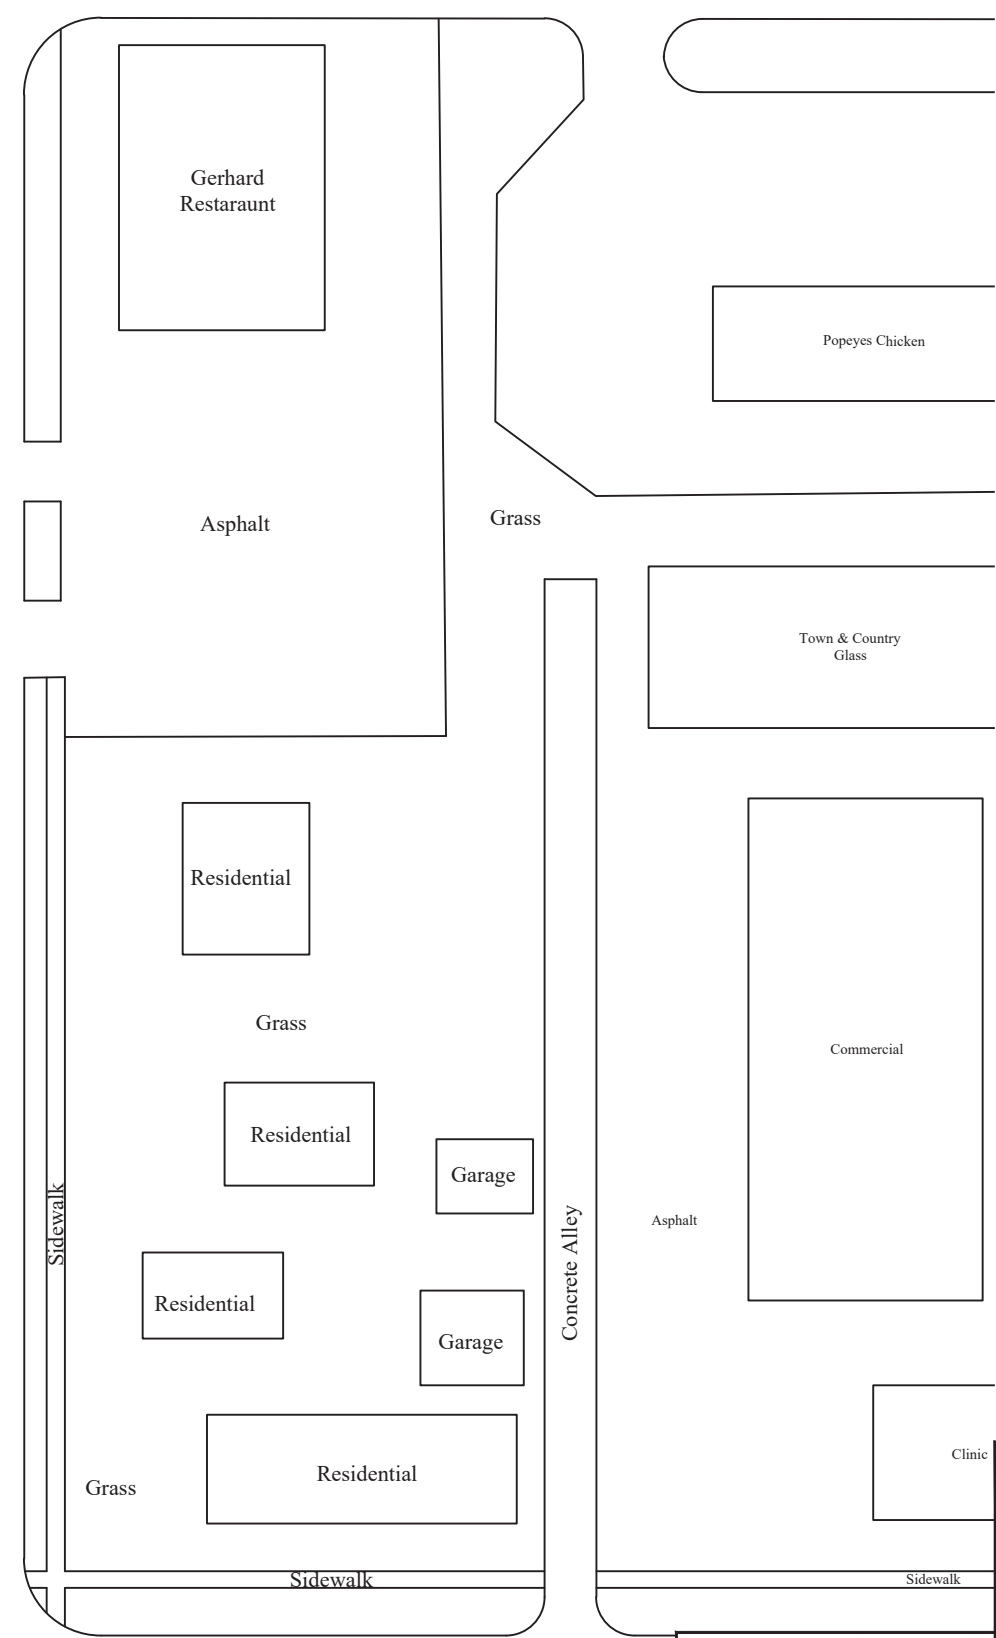 Gerhard
Restaraunt
Popeyes Chicken
Asphalt
Grass
Town & Country
Glass
Residential
Grass
Commercial
Residential
Garage
Sidewalk
Concrete Alley
Asphalt
Residential
Garage
Clinic
Residential
Grass
Sidewalk
Sidewalk